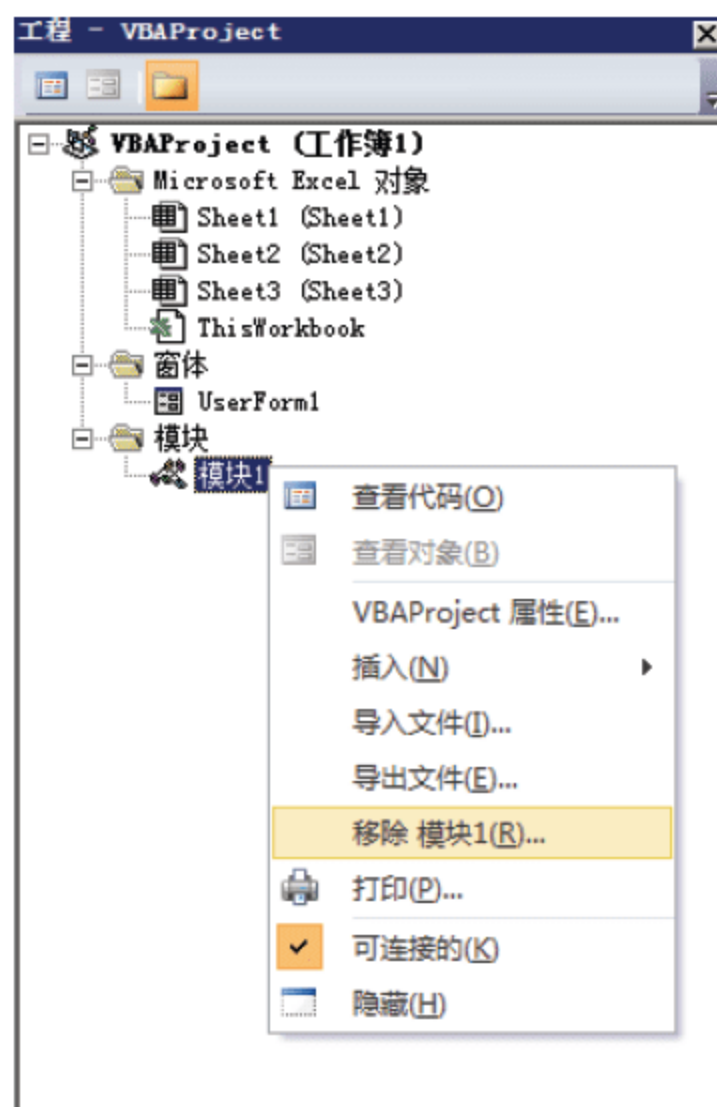 工程 - VBAProject
VBAProject (工作簿1)
Microsoft Excel 对象
Sheet1 (Sheet1)
Sheet2 (Sheet2)
Sheet3 (Sheet3)
ThisWorkbook
窗体
UserForm1
模块
模块1
查看代码(O)
查看对象(B)
VBAProject 属性(E)...
插入(N)
导入文件(I)...
导出文件(E)...
移除 模块1(R)...
打印(P)...
可连接的(K)
隐藏(H)